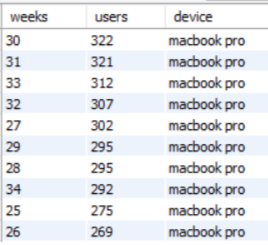 weeks users device
30 322 macbook pro
31 321 macbook pro
33 312 macbook pro
32 307 macbook pro
27 302 macbook pro
29 295 macbook pro
28 295 macbook pro
34 292 macbook pro
25 275 macbook pro
26 269 macbook pro